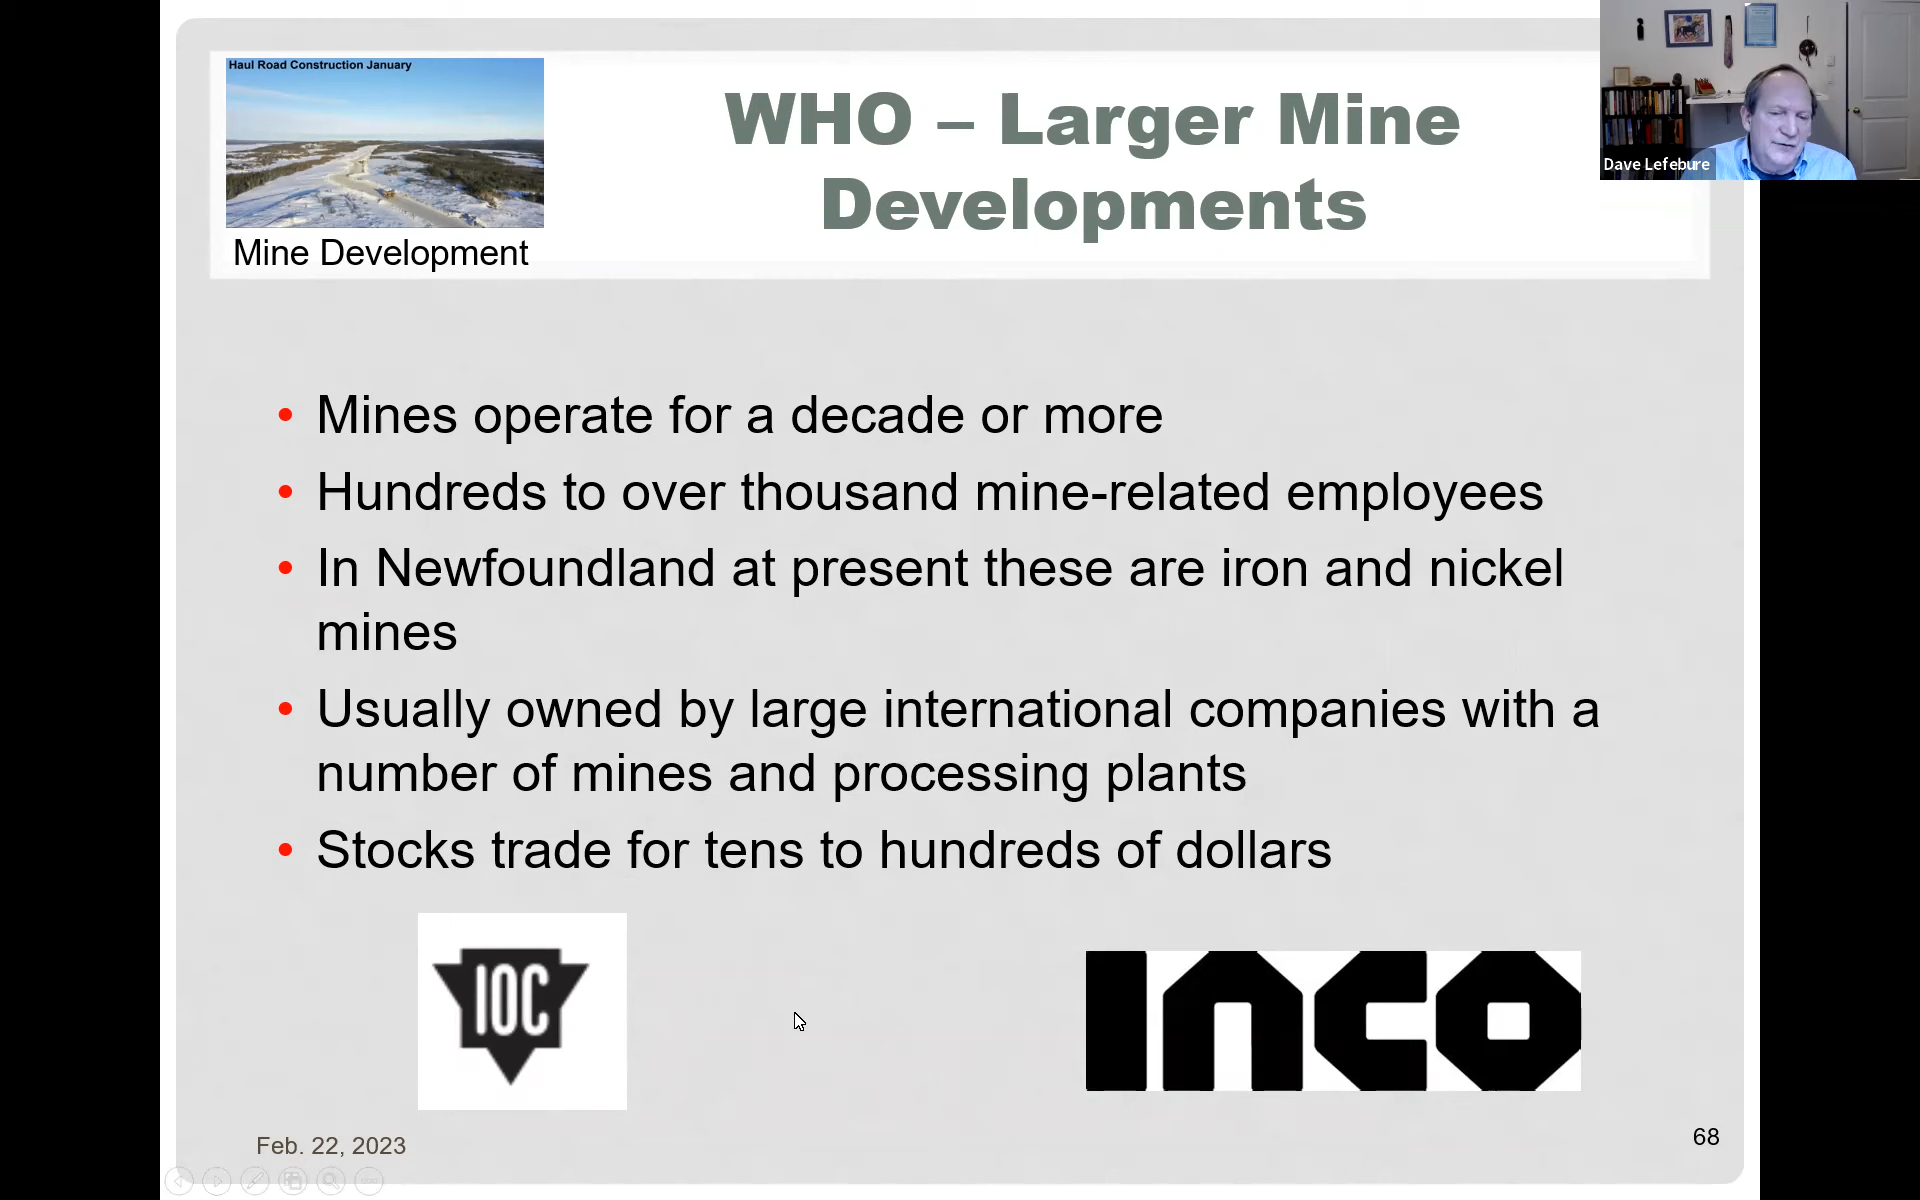 Haul Road Construction January
Mine Development
WHO – Larger Mine
Developments
Dave Lefebure
• Mines operate for a decade or more
• Hundreds to over thousand mine-related employees
• In Newfoundland at present these are iron and nickel
mines
• Usually owned by large international companies with a
number of mines and processing plants
• Stocks trade for tens to hundreds of dollars
IOC
INCO
Feb. 22, 2023
68